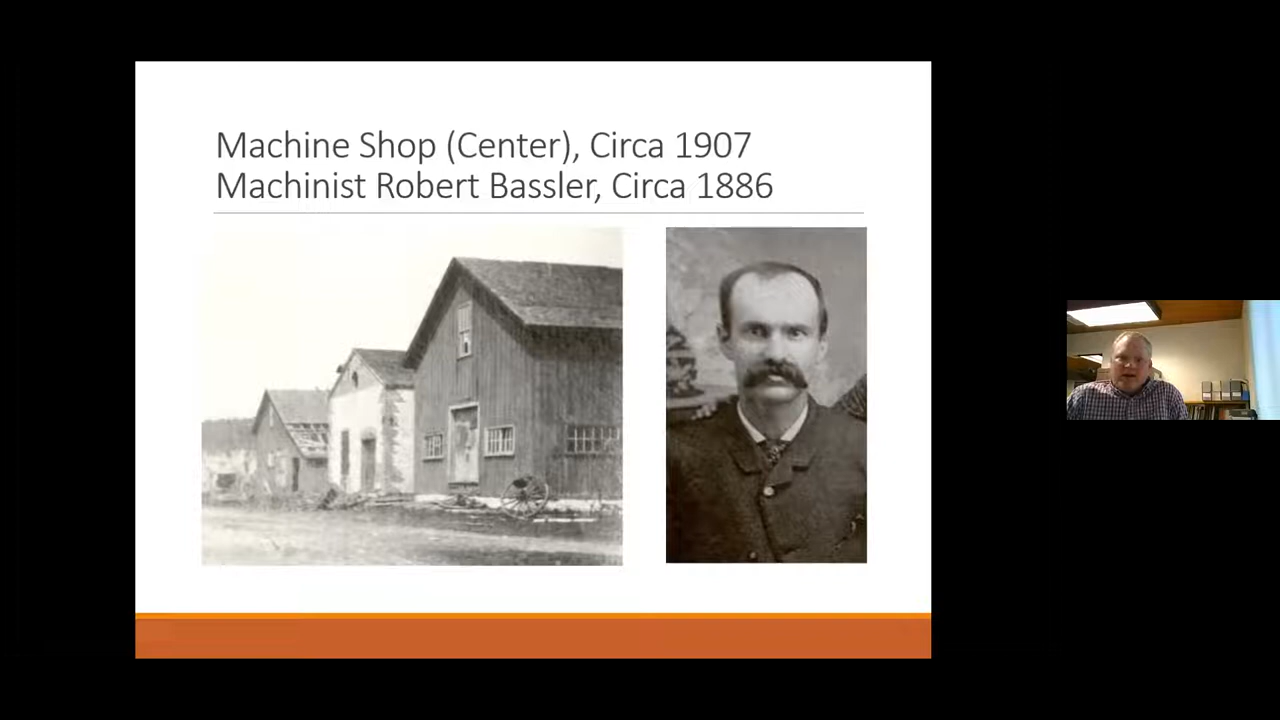 Machine Shop (Center), Circa 1907
Machinist Robert Bassler, Circa 1886